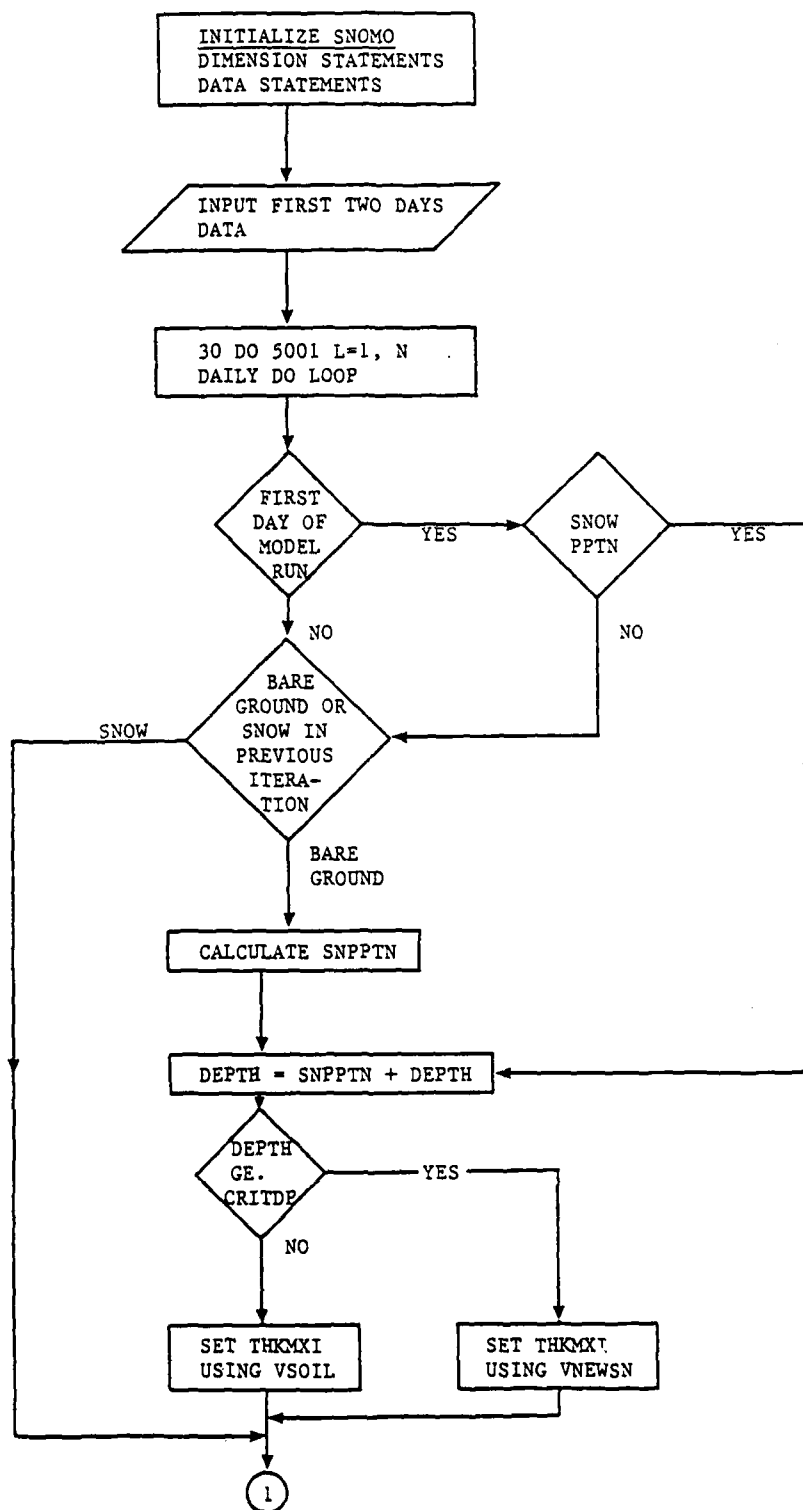 INITIALIZE SNOMO
DIMENSION STATEMENTS
DATA STATEMENTS
INPUT FIRST TWO DAYS
DATA
30 DO 5001 L=1, N
DAILY DO LOOP
FIRST
DAY OF
MODEL
RUN
YES
SNOW
PPTN
YES
NO
NO
BARE
GROUND OR
SNOW IN
PREVIOUS
ITERA-
TION
SNOW
BARE
GROUND
CALCULATE SNPPTN
DEPTH = SNPPTN + DEPTH
DEPTH
GE.
CRITDP
YES
NO
SET THKMXI
USING VSOIL
SET THKMXI
USING VNEWSN
1